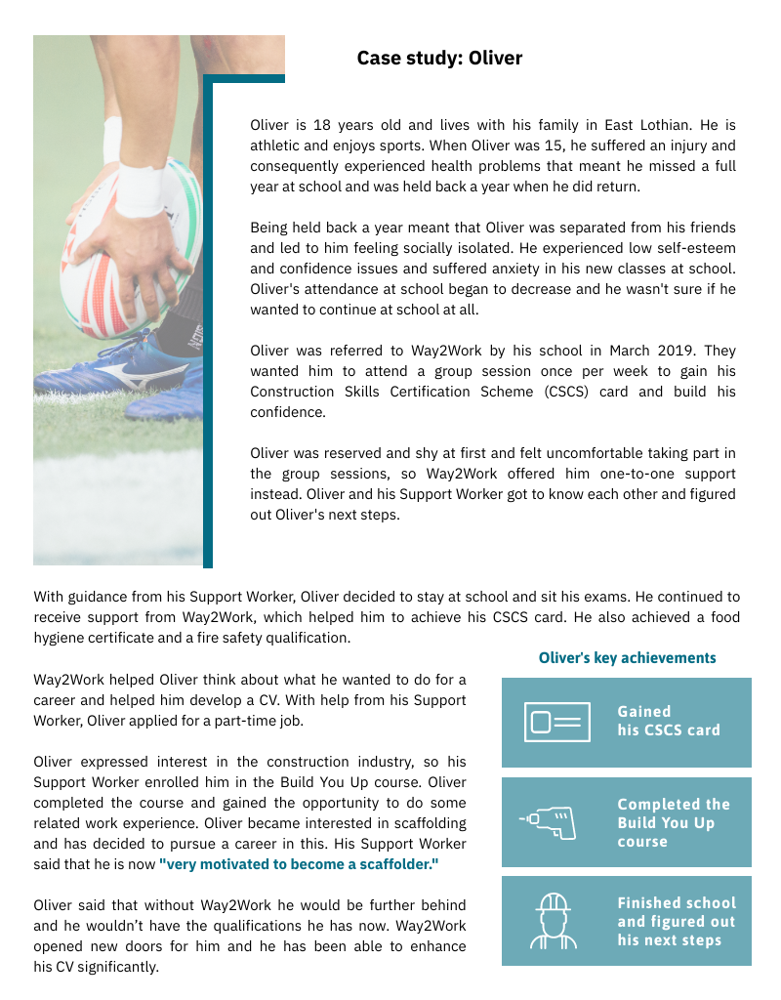 Case study: Oliver
Oliver is 18 years old and lives with his family in East Lothian. He is
athletic and enjoys sports. When Oliver was 15, he suffered an injury and
consequently experienced health problems that meant he missed a full
year at school and was held back a year when he did return.
Being held back a year meant that Oliver was separated from his friends
and led to him feeling socially isolated. He experienced low self-esteem
and confidence issues and suffered anxiety in his new classes at school.
Oliver's attendance at school began to decrease and he wasn't sure if he
wanted to continue at school at all.
Oliver was referred to Way2Work by his school in March 2019. They
wanted him to attend a group session once per week to gain his
Construction Skills Certification Scheme (CSCS) card and build his
confidence.
Oliver was reserved and shy at first and felt uncomfortable taking part in
the group sessions, so Way2Work offered him one-to-one support
instead. Oliver and his Support Worker got to know each other and figured
out Oliver's next steps.
With guidance from his Support Worker, Oliver decided to stay at school and sit his exams. He continued to
receive support from Way2Work, which helped him to achieve his CSCS card. He also achieved a food
hygiene certificate and a fire safety qualification.
Way2Work helped Oliver think about what he wanted to do for a
career and helped him develop a CV. With help from his Support
Worker, Oliver applied for a part-time job.
Oliver expressed interest in the construction industry, so his
Support Worker enrolled him in the Build You Up course. Oliver
completed the course and gained the opportunity to do some
related work experience. Oliver became interested in scaffolding
and has decided to pursue a career in this. His Support Worker
said that he is now "very motivated to become a scaffolder."
Oliver said that without Way2Work he would be further behind
and he wouldn’t have the qualifications he has now. Way2Work
opened new doors for him and he has been able to enhance
his CV significantly.
Oliver's key achievements
Gained
his CSCS card
Completed the
Build You Up
course
Finished school
and figured out
his next steps